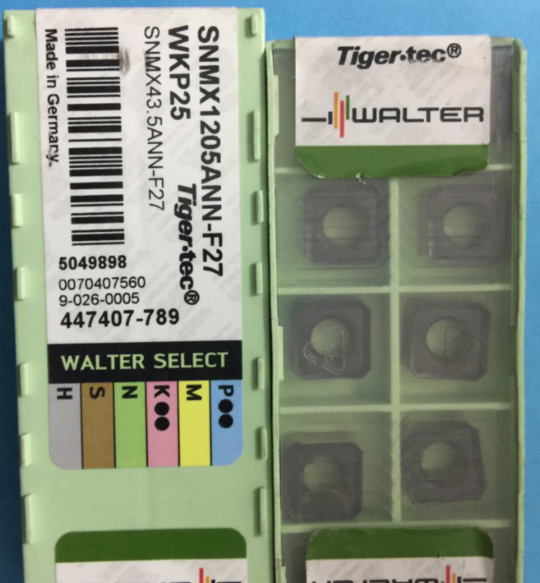 SNMX1205ANN-F27
WKP25
SNMX43.5ANN-F27
Tiger·tec®
Made in Germany.
5049898
0070407560
9-026-0005
447407-789
WALTER SELECT
H
S
N
K●●
M
P●●
Tiger·tec®
WALTER
WALTER